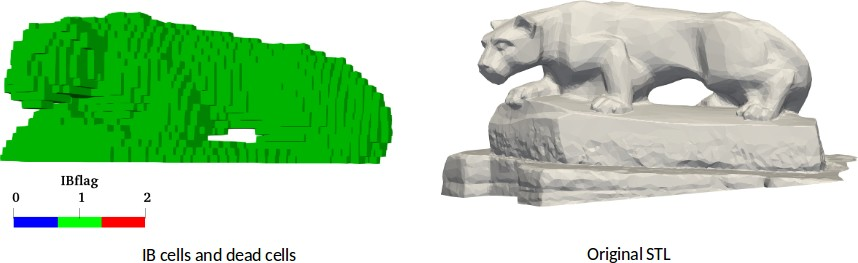 IBflag
0 1 2
IB cells and dead cells
Original STL